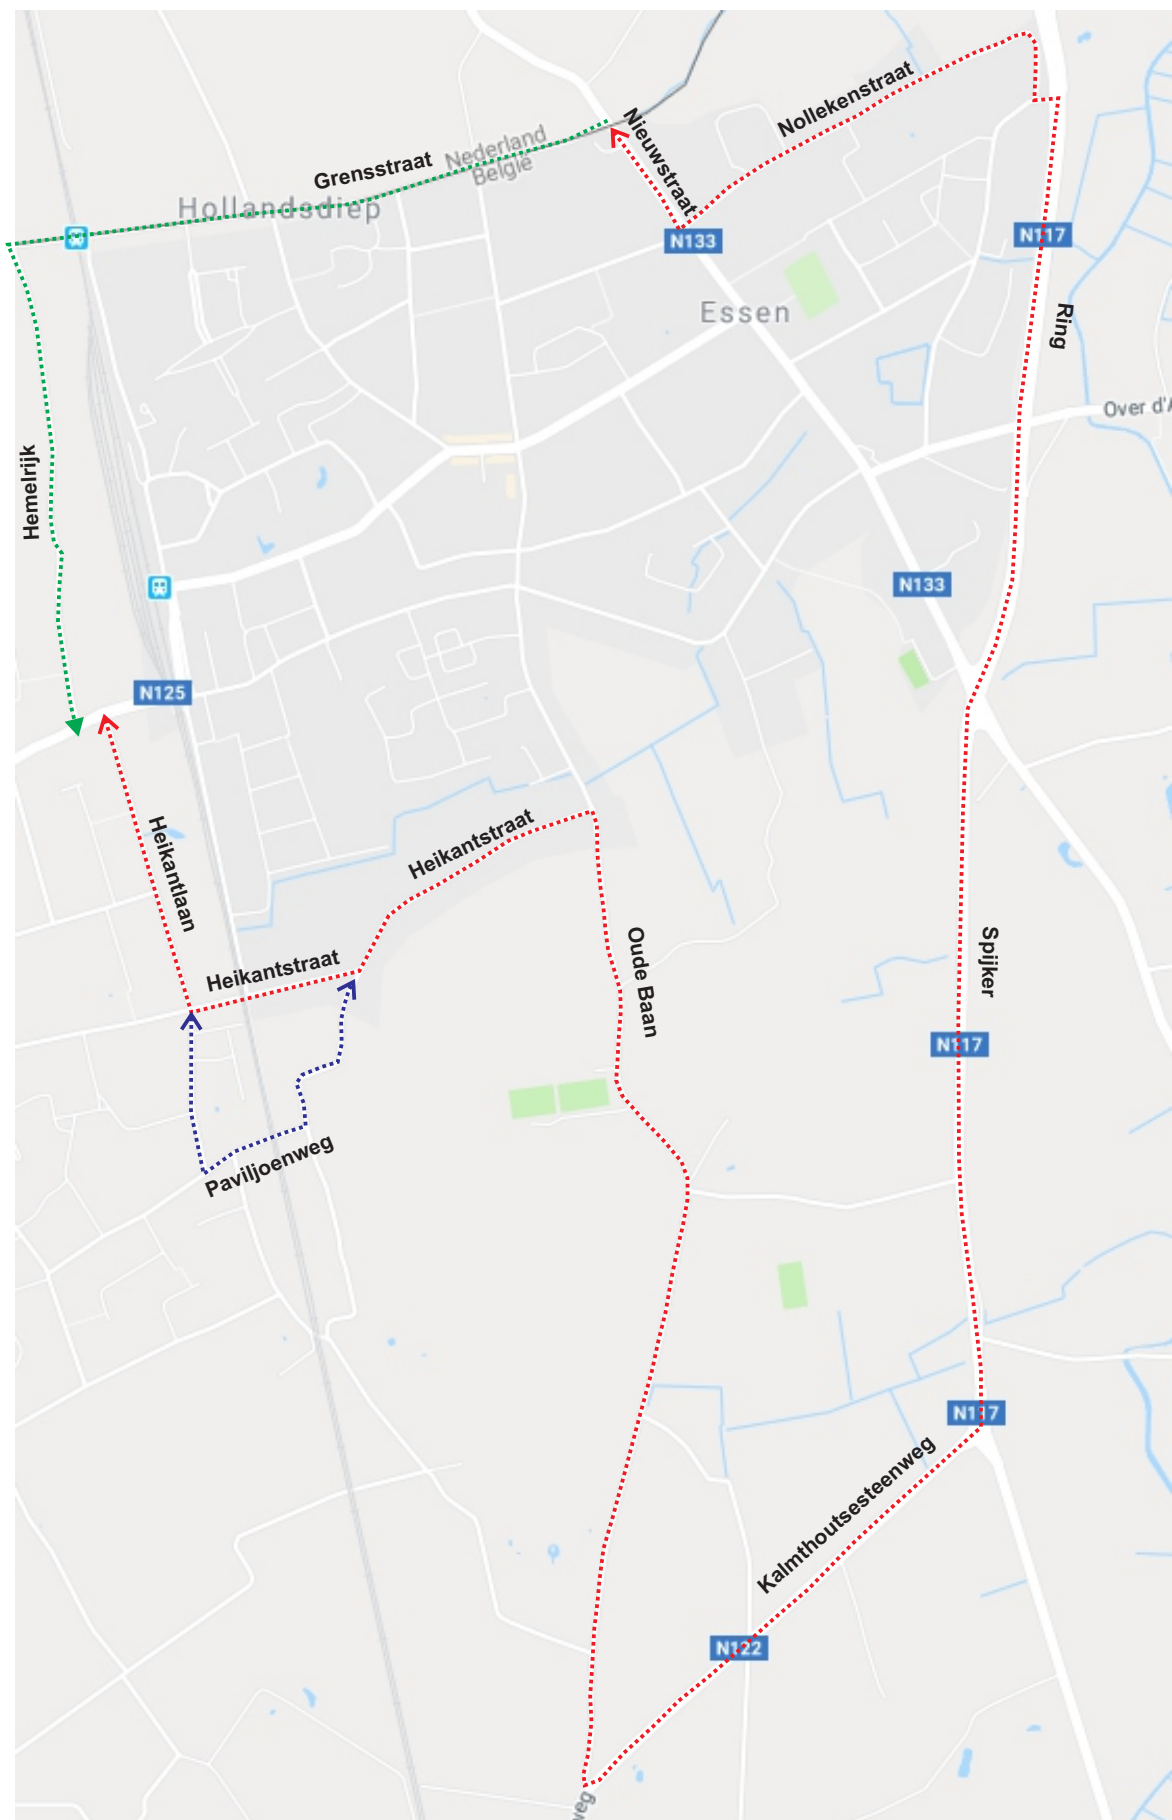 Nollekenstraat
Nieuwstraat
Nederland
België
Grensstraat
Hollandsdiep
N133
N117
Essen
Ring
Over d'A
Hemelrijk
N133
N125
Heikantstraat
Heikantlaan
Heikantstraat
Oude Baan
Spijker
N117
Paviljoenweg
N117
Kalmthoutsesteenweg
N122
weg